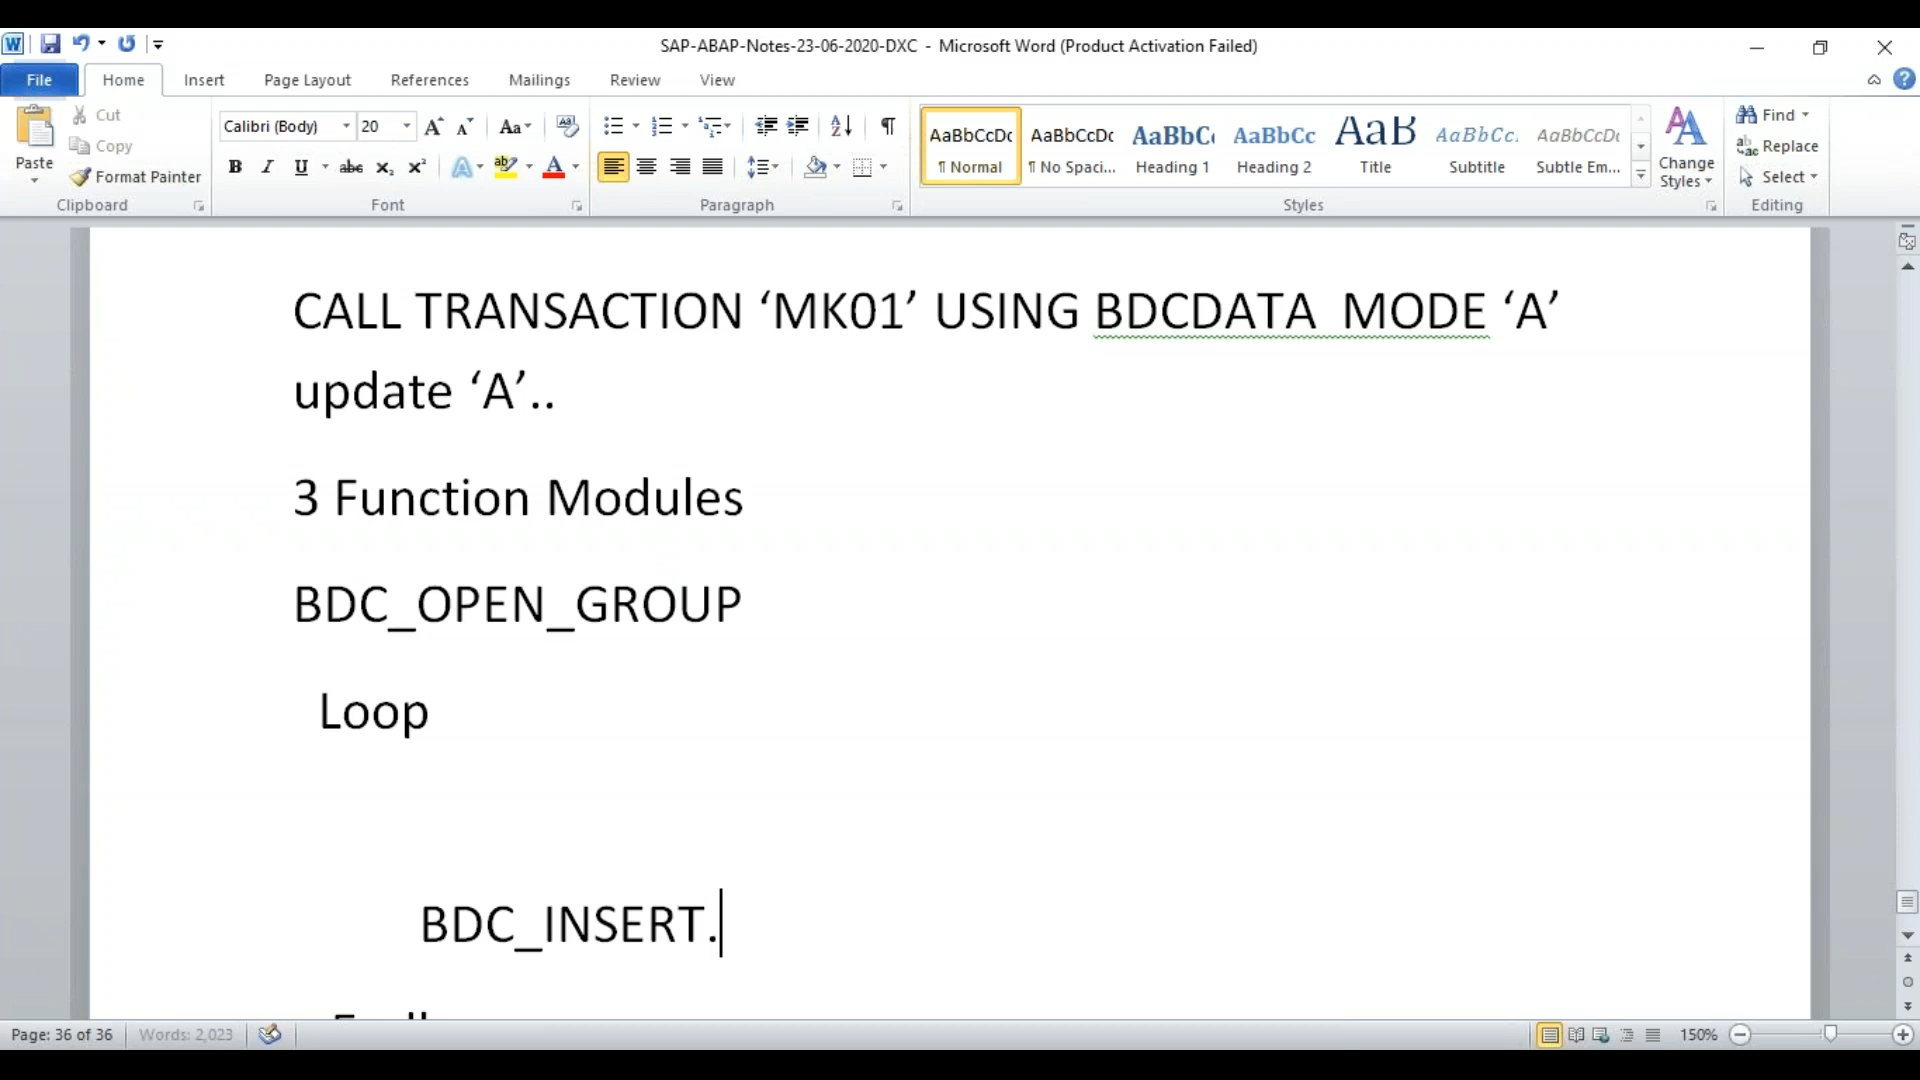 SAP-ABAP-Notes-23-06-2020-DXC - Microsoft Word (Product Activation Failed)
File Home Insert Page Layout References Mailings Review View
Paste
Cut
Copy
Format Painter
Clipboard
Calibri (Body) 20
Font
Paragraph
AaBbCcDc AaBbCcDc AaBbC AaBbCc AaB AaBbCc. AaBbCcDc
¶ Normal ¶ No Spaci... Heading 1 Heading 2 Title Subtitle Subtle Em...
Change Styles
Styles
Find
Replace
Select
Editing
CALL TRANSACTION ‘MK01’ USING BDCDATA MODE ‘A’
update ‘A’..
3 Function Modules
BDC_OPEN_GROUP
Loop
BDC_INSERT.
Page: 36 of 36 Words: 2,023 150%